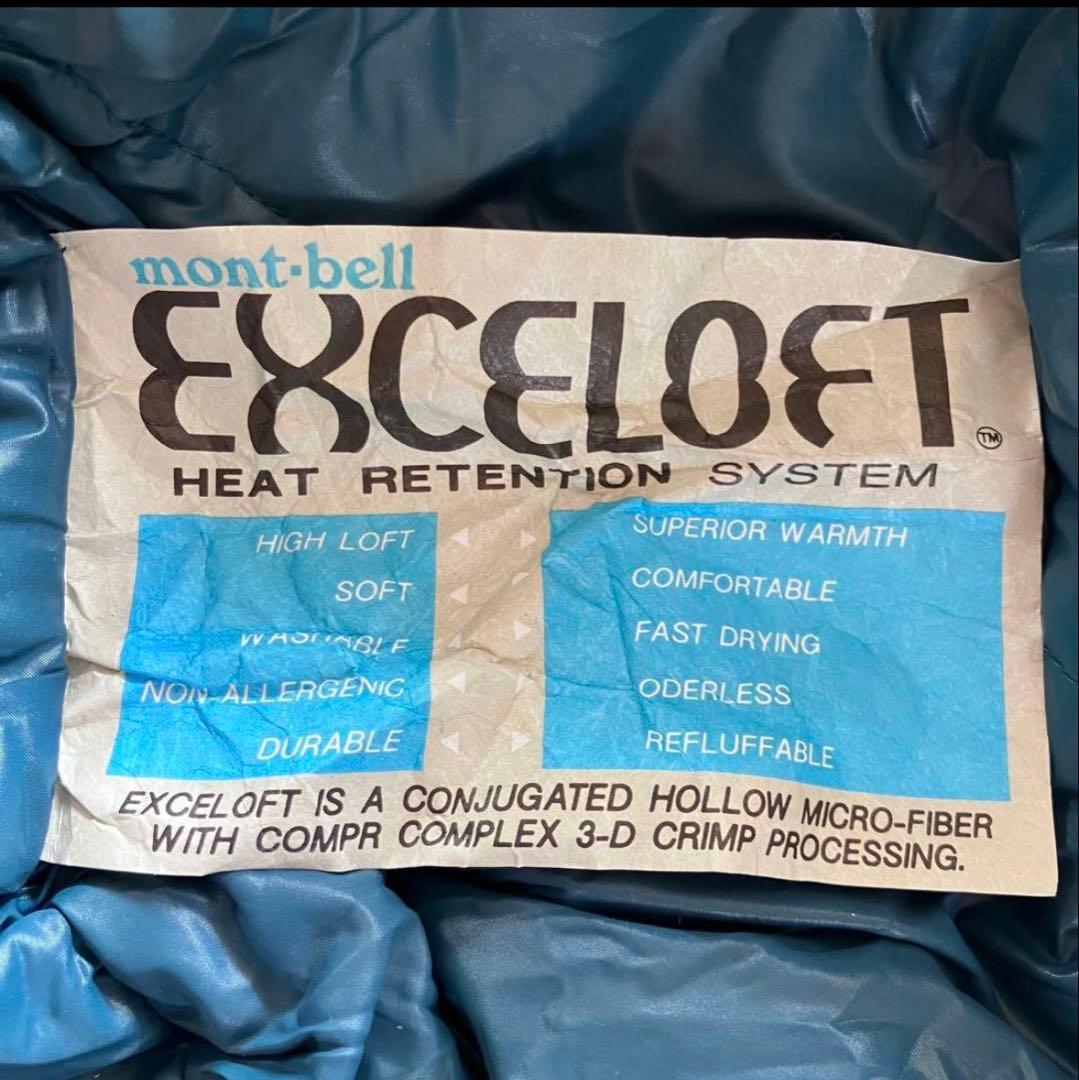 mont-bell
EXCELOFT TM
HEAT RETENTION SYSTEM
HIGH LOFT SUPERIOR WARMTH
SOFT COMFORTABLE
WASHABLE FAST DRYING
NON-ALLERGENIC ODERLESS
DURABLE REFLUFFABLE
EXCELOFT IS A CONJUGATED HOLLOW MICRO-FIBER
WITH COMPR COMPLEX 3-D CRIMP PROCESSING.